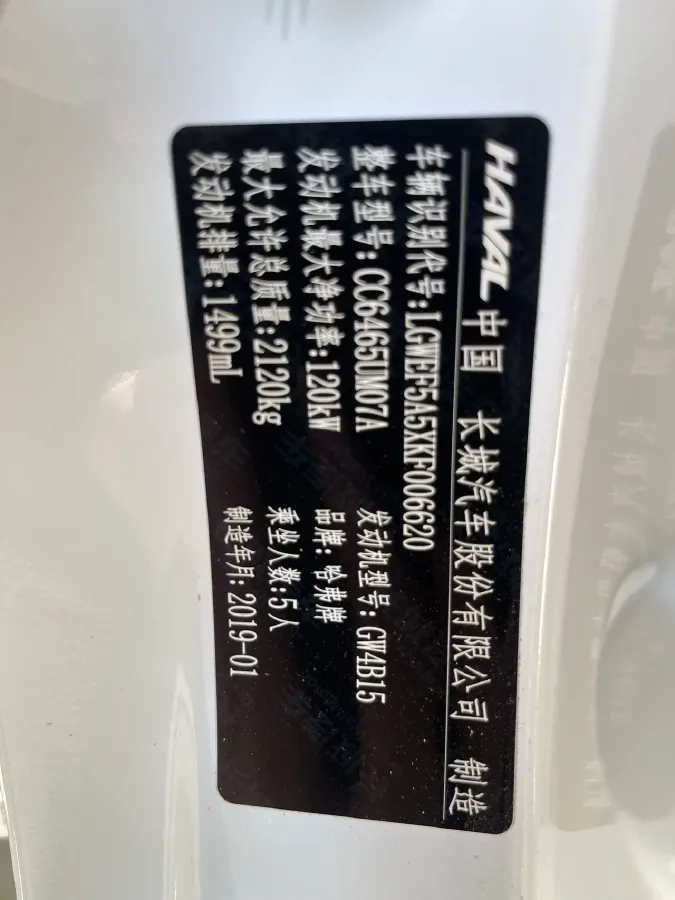 HAVAL 中国 长城汽车股份有限公司 制造
车辆识别代号:LGWEF5A5XKF006620
整车型号:CC6465UM07A 发动机型号:GW4B15
发动机最大净功率:120kW 品牌:哈弗牌
最大允许总质量:2120kg 乘坐人数:5人
发动机排量:1499mL 制造年月:2019-01